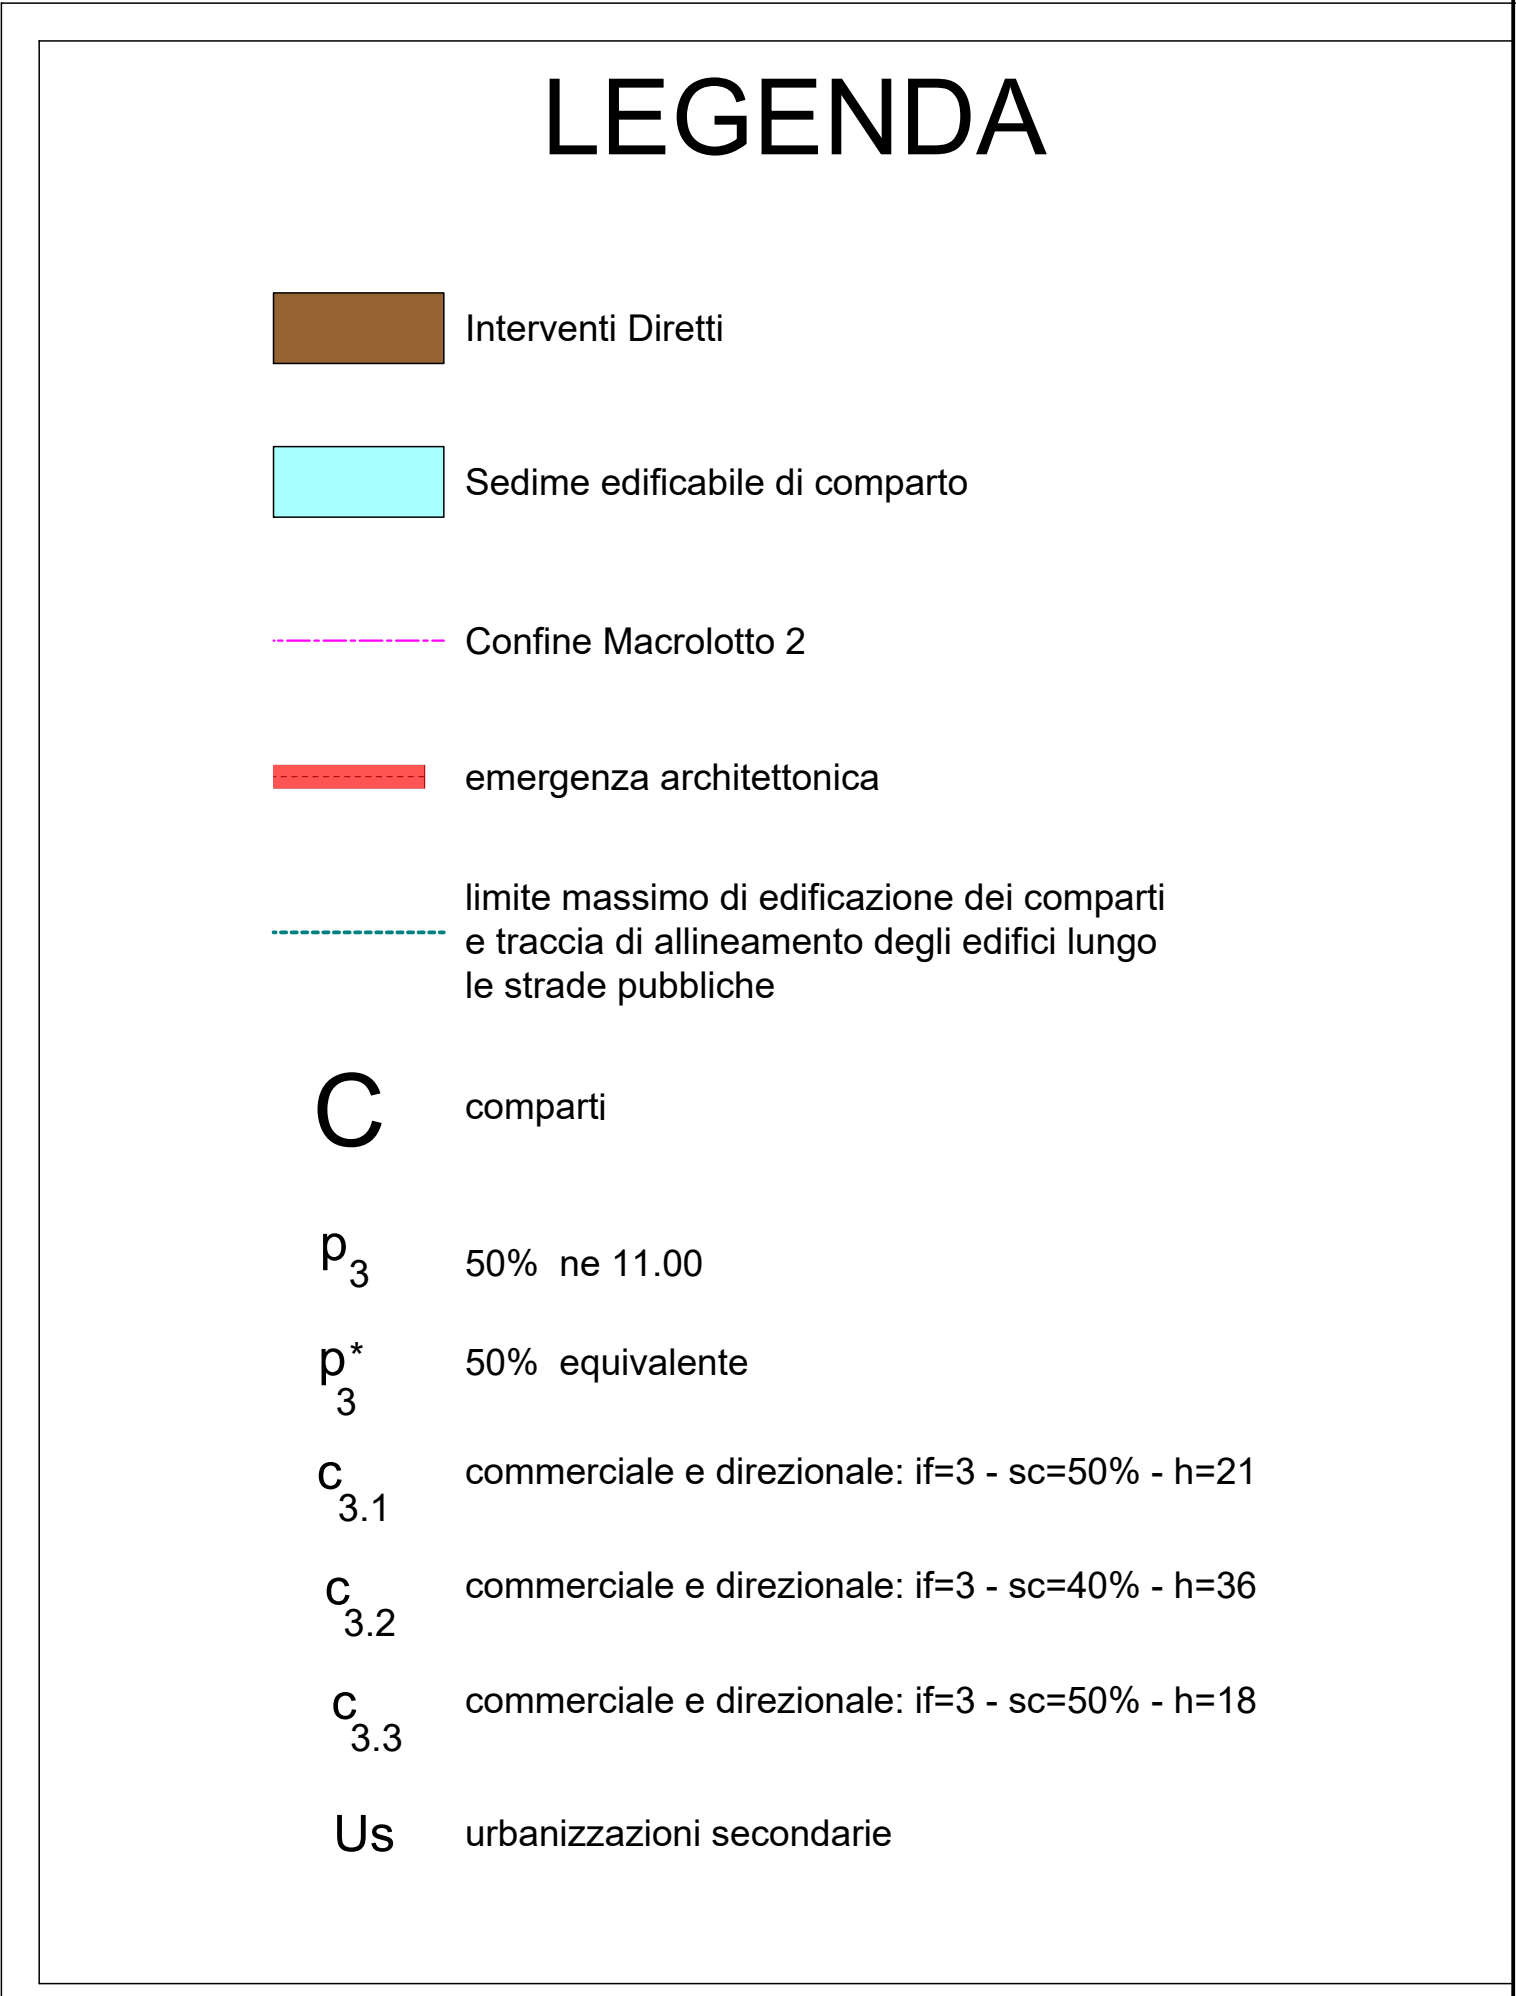 LEGENDA
Interventi Diretti
Sedime edificabile di comparto
Confine Macrolotto 2
emergenza architettonica
limite massimo di edificazione dei comparti
e traccia di allineamento degli edifici lungo
le strade pubbliche
C comparti
p3 50% ne 11.00
p*3 50% equivalente
c3.1 commerciale e direzionale: if=3 - sc=50% - h=21
c3.2 commerciale e direzionale: if=3 - sc=40% - h=36
c3.3 commerciale e direzionale: if=3 - sc=50% - h=18
Us urbanizzazioni secondarie